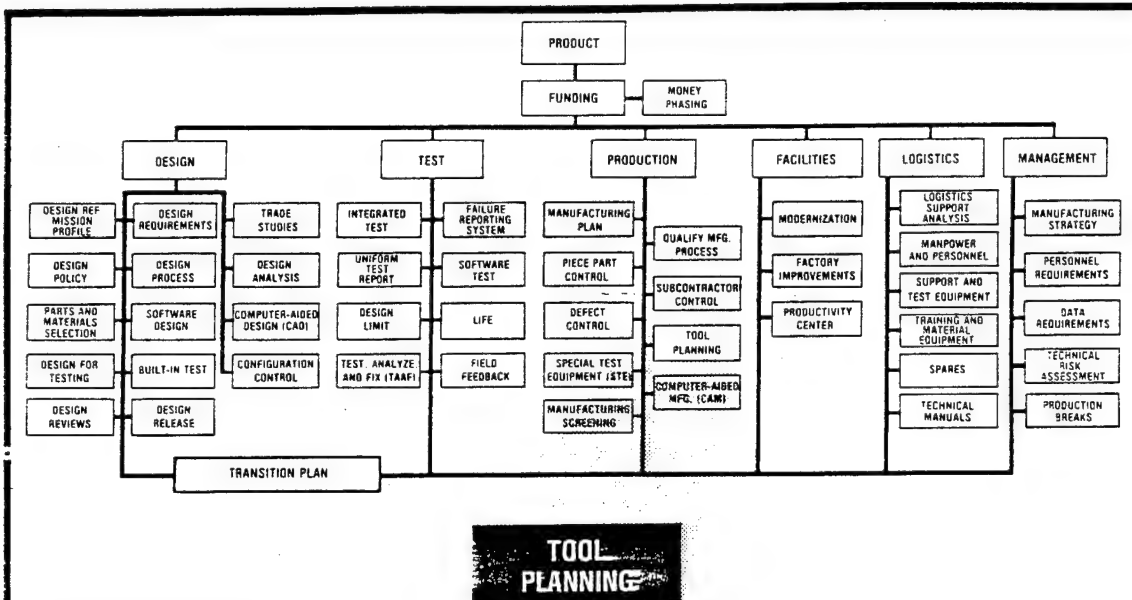 PRODUCT
FUNDING
MONEY
PHASING
DESIGN
TEST
PRODUCTION
FACILITIES
LOGISTICS
MANAGEMENT
DESIGN REF
MISSION
PROFILE
DESIGN
REQUIREMENTS
TRADE
STUDIES
DESIGN
POLICY
DESIGN
PROCESS
DESIGN
ANALYSIS
PARTS AND
MATERIALS
SELECTION
SOFTWARE
DESIGN
COMPUTER-AIDED
DESIGN (CAD)
DESIGN FOR
TESTING
BUILT-IN TEST
CONFIGURATION
CONTROL
DESIGN
REVIEWS
DESIGN
RELEASE
INTEGRATED
TEST
FAILURE
REPORTING
SYSTEM
UNIFORM
TEST
REPORT
SOFTWARE
TEST
DESIGN
LIMIT
LIFE
TEST, ANALYZE,
AND FIX (TAAF)
FIELD
FEEDBACK
MANUFACTURING
PLAN
QUALIFY MFG.
PROCESS
PIECE PART
CONTROL
SUBCONTRACTOR
CONTROL
DEFECT
CONTROL
TOOL
PLANNING
SPECIAL TEST
EQUIPMENT (STE)
COMPUTER-AIDED
MFG. (CAM)
MANUFACTURING
SCREENING
MODERNIZATION
FACTORY
IMPROVEMENTS
PRODUCTIVITY
CENTER
LOGISTICS
SUPPORT
ANALYSIS
MANPOWER
AND PERSONNEL
SUPPORT AND
TEST EQUIPMENT
TRAINING AND
MATERIAL
EQUIPMENT
SPARES
TECHNICAL
MANUALS
MANUFACTURING
STRATEGY
PERSONNEL
REQUIREMENTS
DATA
REQUIREMENTS
TECHNICAL
RISK
ASSESSMENT
PRODUCTION
BREAKS
TRANSITION PLAN
TOOL
PLANNING